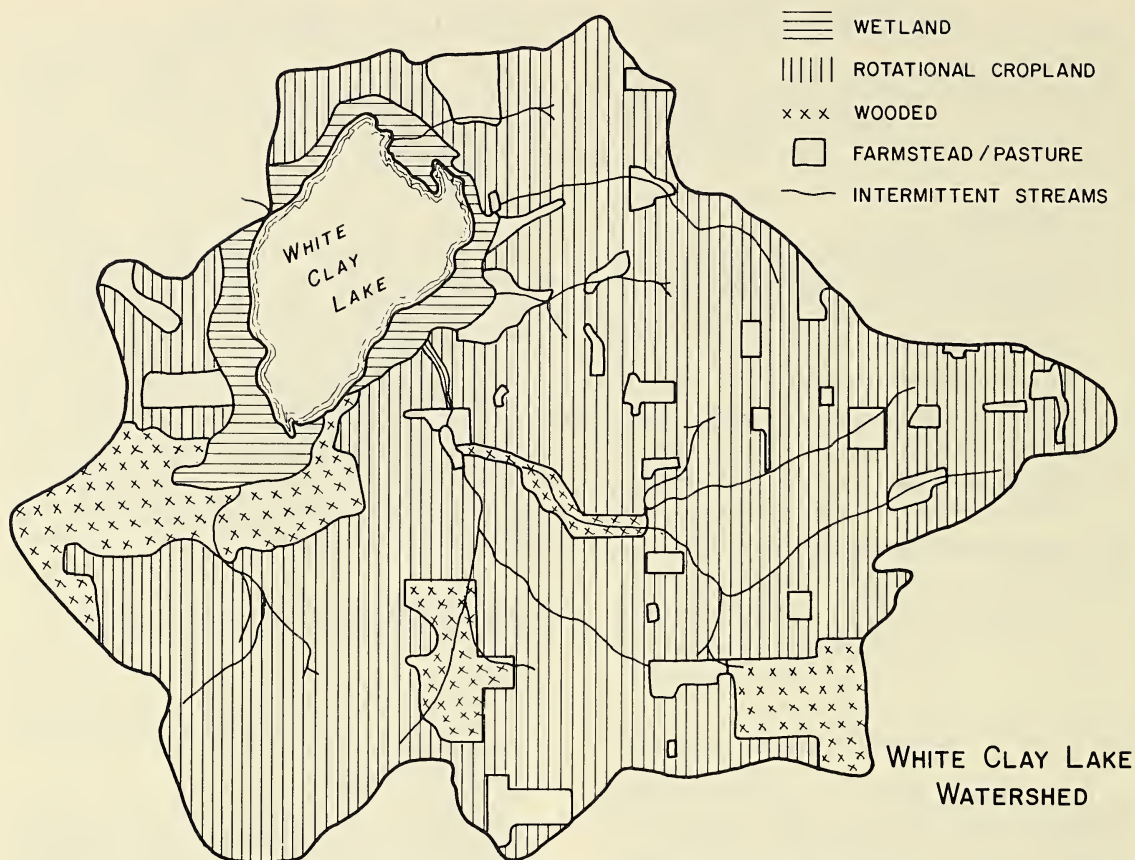 WETLAND
ROTATIONAL CROPLAND
WOODED
FARMSTEAD / PASTURE
INTERMITTENT STREAMS
WHITE
CLAY
LAKE
WHITE CLAY LAKE
WATERSHED